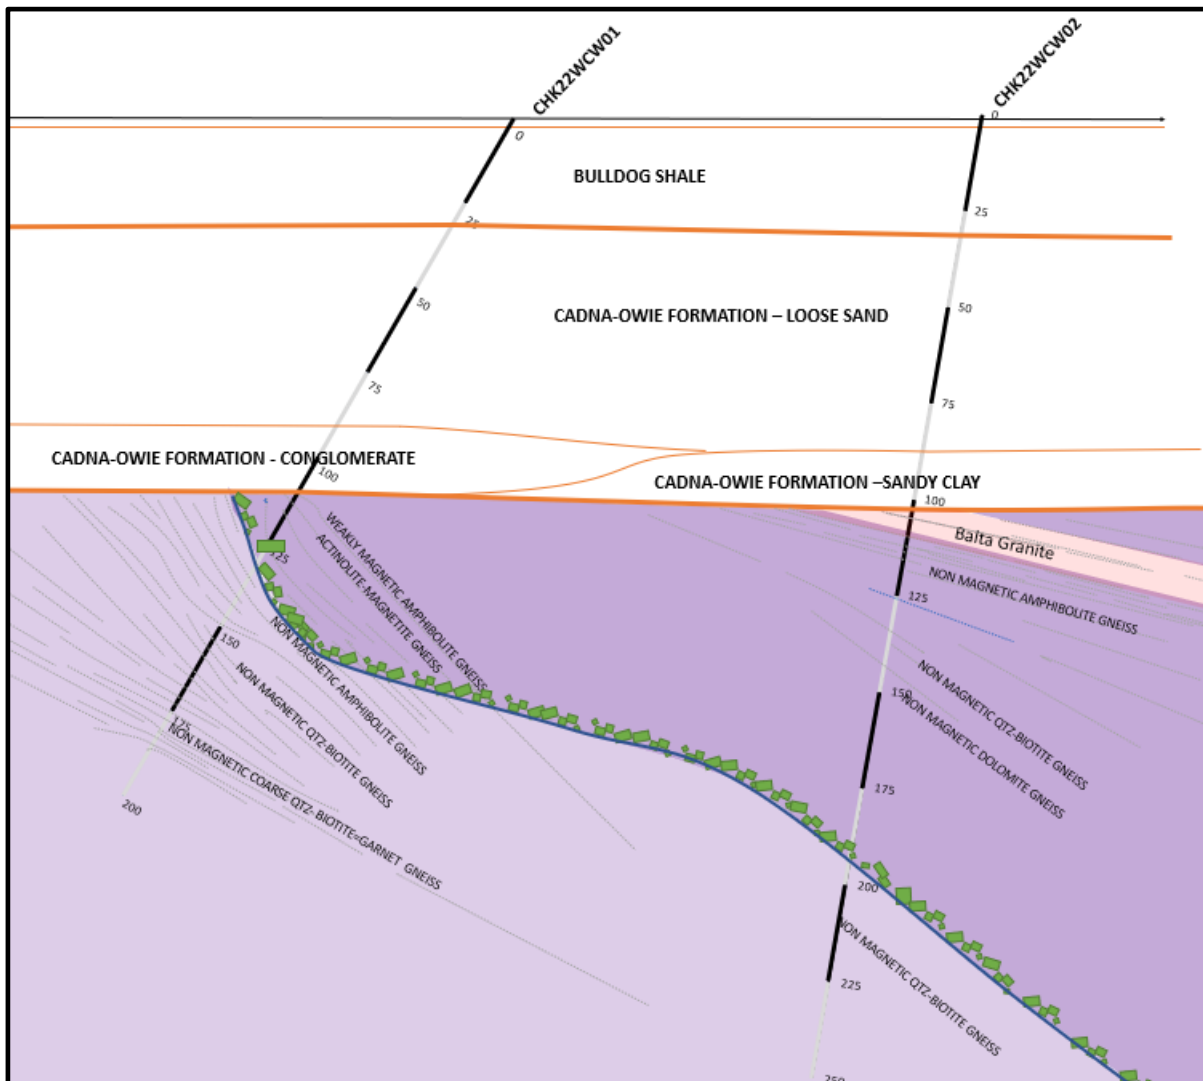 CHK22WCW01
CHK22WCW02
0
0
BULLDOG SHALE
25
25
50
50
CADNA-OWIE FORMATION – LOOSE SAND
75
75
CADNA-OWIE FORMATION - CONGLOMERATE
100
CADNA-OWIE FORMATION –SANDY CLAY
100
Balta Granite
WEAKLY MAGNETIC AMPHIBOLITE GNEISS
ACTINOLITE-MAGNETITE GNEISS
125
NON MAGNETIC AMPHIBOLITE GNEISS
125
NON MAGNETIC AMPHIBOLITE GNEISS
150
NON MAGNETIC QTZ-BIOTITE GNEISS
NON MAGNETIC QTZ-BIOTITE GNEISS
150
NON MAGNETIC DOLOMITE GNEISS
175
NON MAGNETIC COARSE QTZ- BIOTITE=GARNET GNEISS
175
200
200
NON MAGNETIC QTZ-BIOTITE GNEISS
225
250